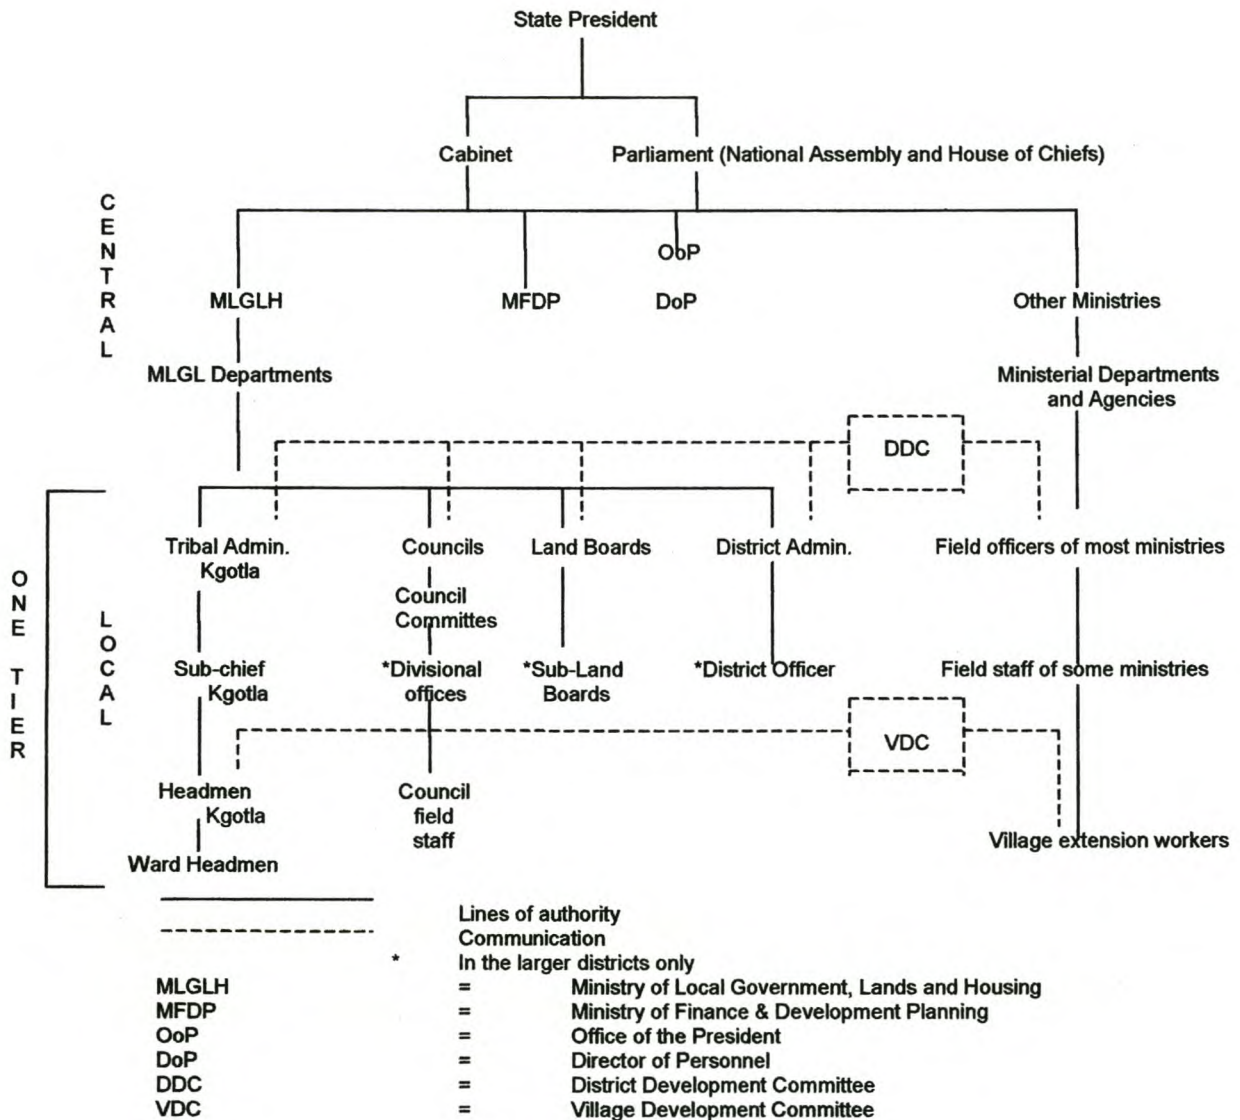 State President
Cabinet
Parliament (National Assembly and House of Chiefs)
CENTRAL
OoP
MLGLH
MFDP
DoP
Other Ministries
MLGL Departments
Ministerial Departments
and Agencies
DDC
ONE TIER
LOCAL
Tribal Admin.
Kgotla
Councils
Land Boards
District Admin.
Field officers of most ministries
Council
Committes
Sub-chief
Kgotla
*Divisional
offices
*Sub-Land
Boards
*District Officer
Field staff of some ministries
VDC
Headmen
Kgotla
Council
field
staff
Village extension workers
Ward Headmen
Lines of authority
Communication
* In the larger districts only
MLGLH = Ministry of Local Government, Lands and Housing
MFDP = Ministry of Finance & Development Planning
OoP = Office of the President
DoP = Director of Personnel
DDC = District Development Committee
VDC = Village Development Committee